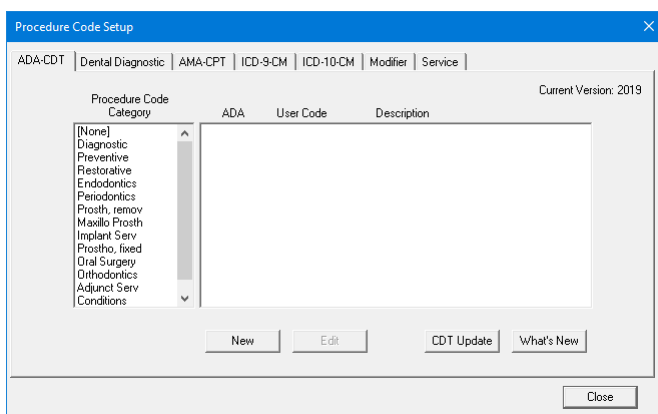 Procedure Code Setup
ADA-CDT Dental Diagnostic AMA-CPT ICD-9-CM ICD-10-CM Modifier Service
Current Version: 2019
Procedure Code
Category ADA User Code Description
[None]
Diagnostic
Preventive
Restorative
Endodontics
Periodontics
Prosth, remov
Maxillo Prosth
Implant Serv
Prostho, fixed
Oral Surgery
Orthodontics
Adjunct Serv
Conditions
New Edit CDT Update What's New
Close